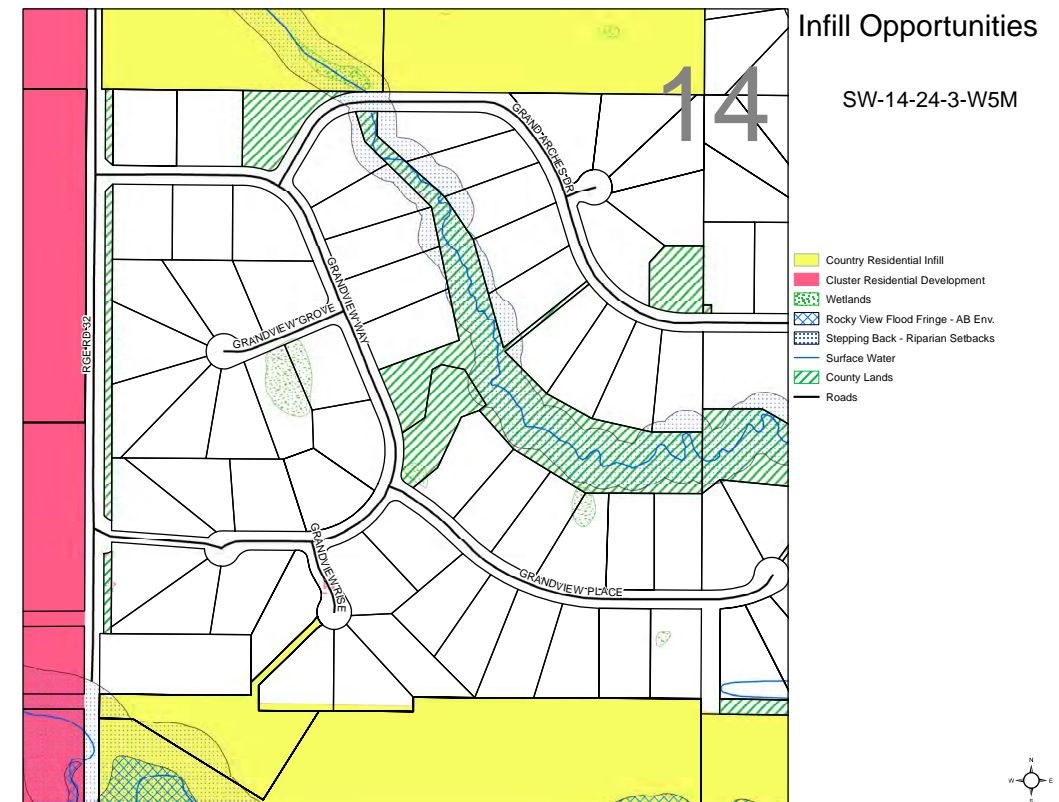 Infill Opportunities
SW-14-24-3-W5M
14
GRAND ARCHES DR
GRANDVIEW WAY
GRANDVIEW GROVE
RGE RD 32
GRANDVIEW RISE
GRANDVIEW PLACE
Country Residential Infill
Cluster Residential Development
Wetlands
Rocky View Flood Fringe - AB Env.
Stepping Back - Riparian Setbacks
Surface Water
County Lands
Roads
N
W E
S